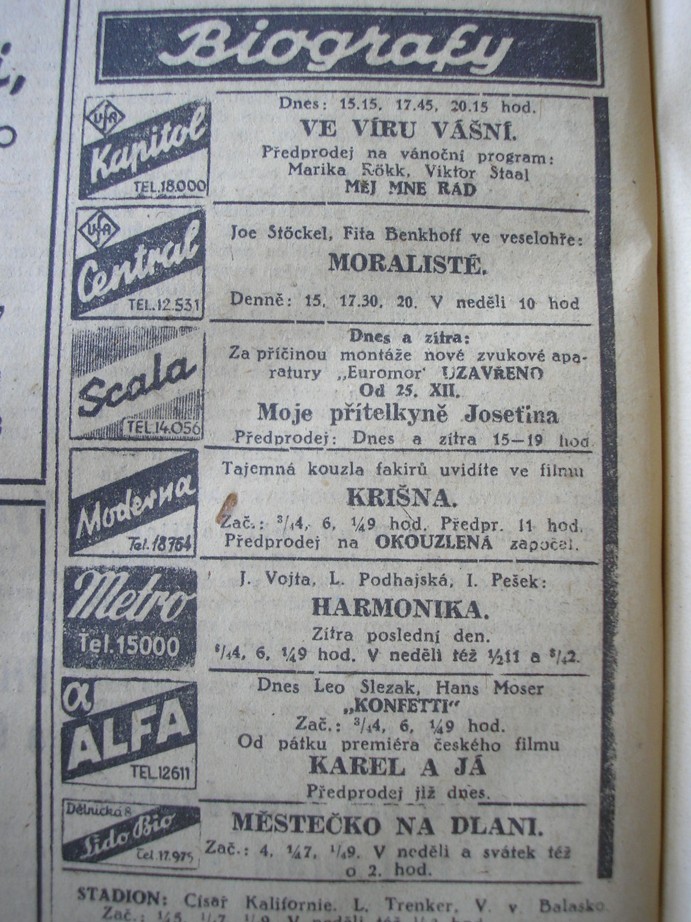 Biografy
UFA
Kapitol
TEL.18.000
Dnes: 15.15, 17.45, 20.15 hod.
VE VÍRU VÁŠNÍ.
Předprodej na vánoční program:
Marika Rökk, Viktor Staal
MĚJ MNE RÁD
UFA
Central
TEL.12.531
Joe Stöckel, Fita Benkhoff ve veselohře:
MORALISTÉ.
Denně: 15, 17.30, 20. V neděli 10 hod
Scala
TEL.14.056
Dnes a zítra:
Za příčinou montáže nové zvukové apa-
ratury „Euromor" UZAVŘENO
Od 25. XII.
Moje přítelkyně Josefina
Předprodej: Dnes a zítra 15—19 hod.
Moderna
Tel.18764
Tajemná kouzla fakirů uvidíte ve filmu
KRIŠNA.
Zač.: ¾4, 6, ¼9 hod. Předpr. 11 hod.
Předprodej na OKOUZLENÁ započal.
Metro
Tel.15000
J. Vojta, L. Podhajská, I. Pešek:
HARMONIKA.
Zítra poslední den.
¾4, 6, ¼9 hod. V neděli též ½11 a ¾2.
α
ALFA
TEL.12611
Dnes Leo Slezak, Hans Moser
„KONFETTI"
Zač.: ¾4, 6, ¼9 hod.
Od pátku premiéra českého filmu
KAREL A JÁ
Předprodej již dnes.
Dělnická 8
Lido Bio
Tel.17.975
MĚSTEČKO NA DLANI.
Zač.: 4, ¼7, ½9. V neděli a svátek též
o 2. hod.
STADION: Císař Kalifornie. L. Trenker, V. v. Balasko.
Zač.: